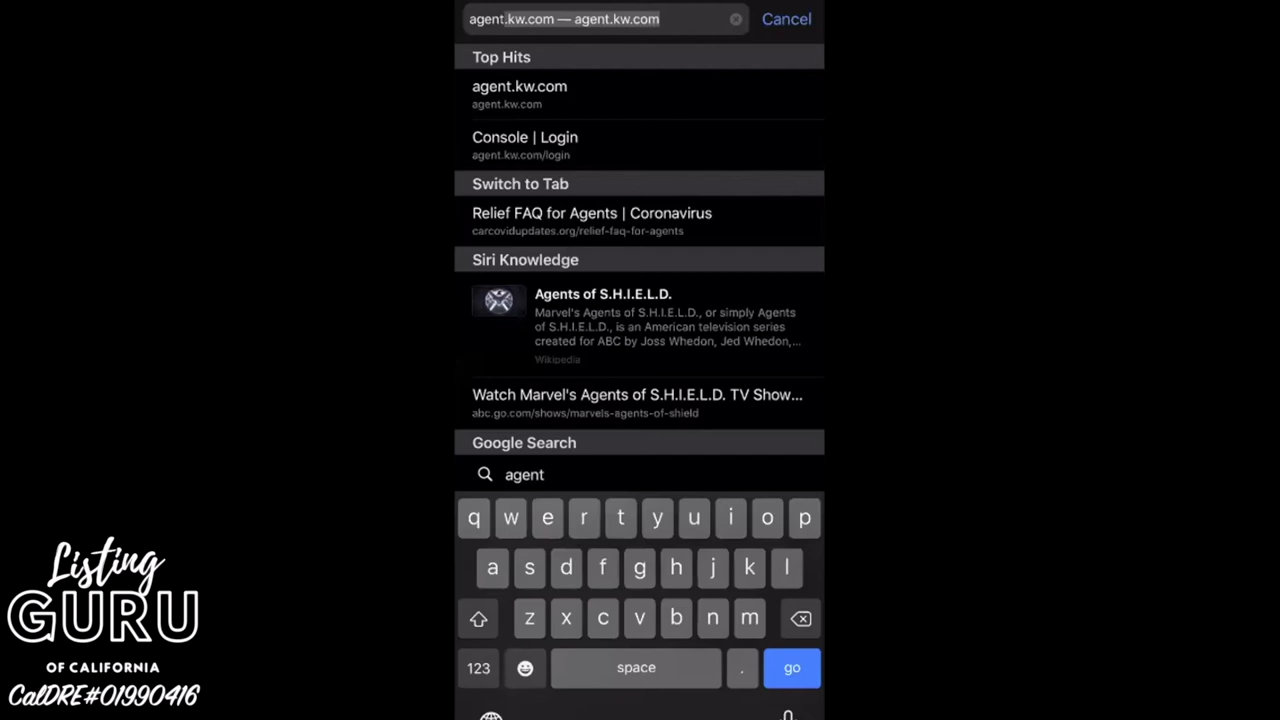 agent.kw.com — agent.kw.com
Cancel
Top Hits
agent.kw.com
agent.kw.com
Console | Login
agent.kw.com/login
Switch to Tab
Relief FAQ for Agents | Coronavirus
carcovidupdates.org/relief-faq-for-agents
Siri Knowledge
Agents of S.H.I.E.L.D.
Marvel's Agents of S.H.I.E.L.D., or simply Agents
of S.H.I.E.L.D., is an American television series
created for ABC by Joss Whedon, Jed Whedon,...
Wikipedia
Watch Marvel's Agents of S.H.I.E.L.D. TV Show...
abc.go.com/shows/marvels-agents-of-shield
Google Search
agent
q w e r t y u i o p
a s d f g h j k l
z x c v b n m
123 space . go
Listing
GURU
OF CALIFORNIA
CalDRE#01990416